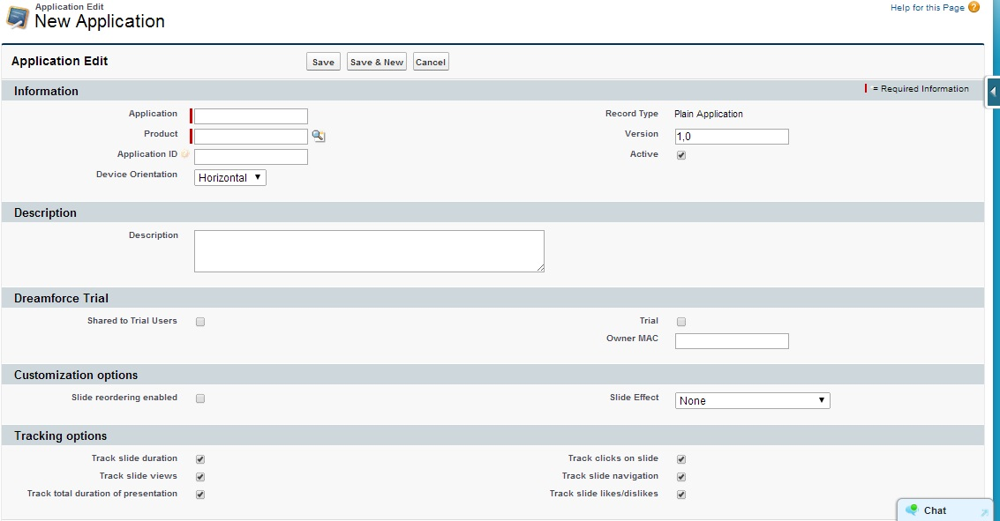 Application Edit
New Application
Help for this Page ?
Application Edit
Save
Save & New
Cancel
Information
= Required Information
Application
Record Type Plain Application
Product
Version 1,0
Application ID
Active
Device Orientation Horizontal
Description
Description
Dreamforce Trial
Shared to Trial Users
Trial
Owner MAC
Customization options
Slide reordering enabled
Slide Effect None
Tracking options
Track slide duration
Track clicks on slide
Track slide views
Track slide navigation
Track total duration of presentation
Track slide likes/dislikes
Chat